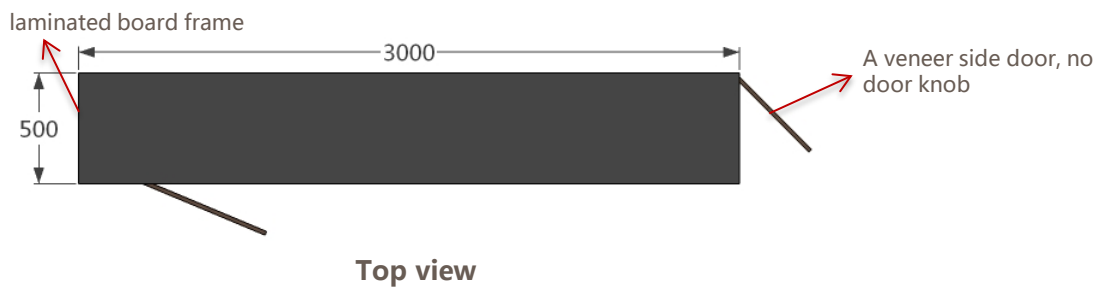 laminated board frame
3000
A veneer side door, no
door knob
500
Top view